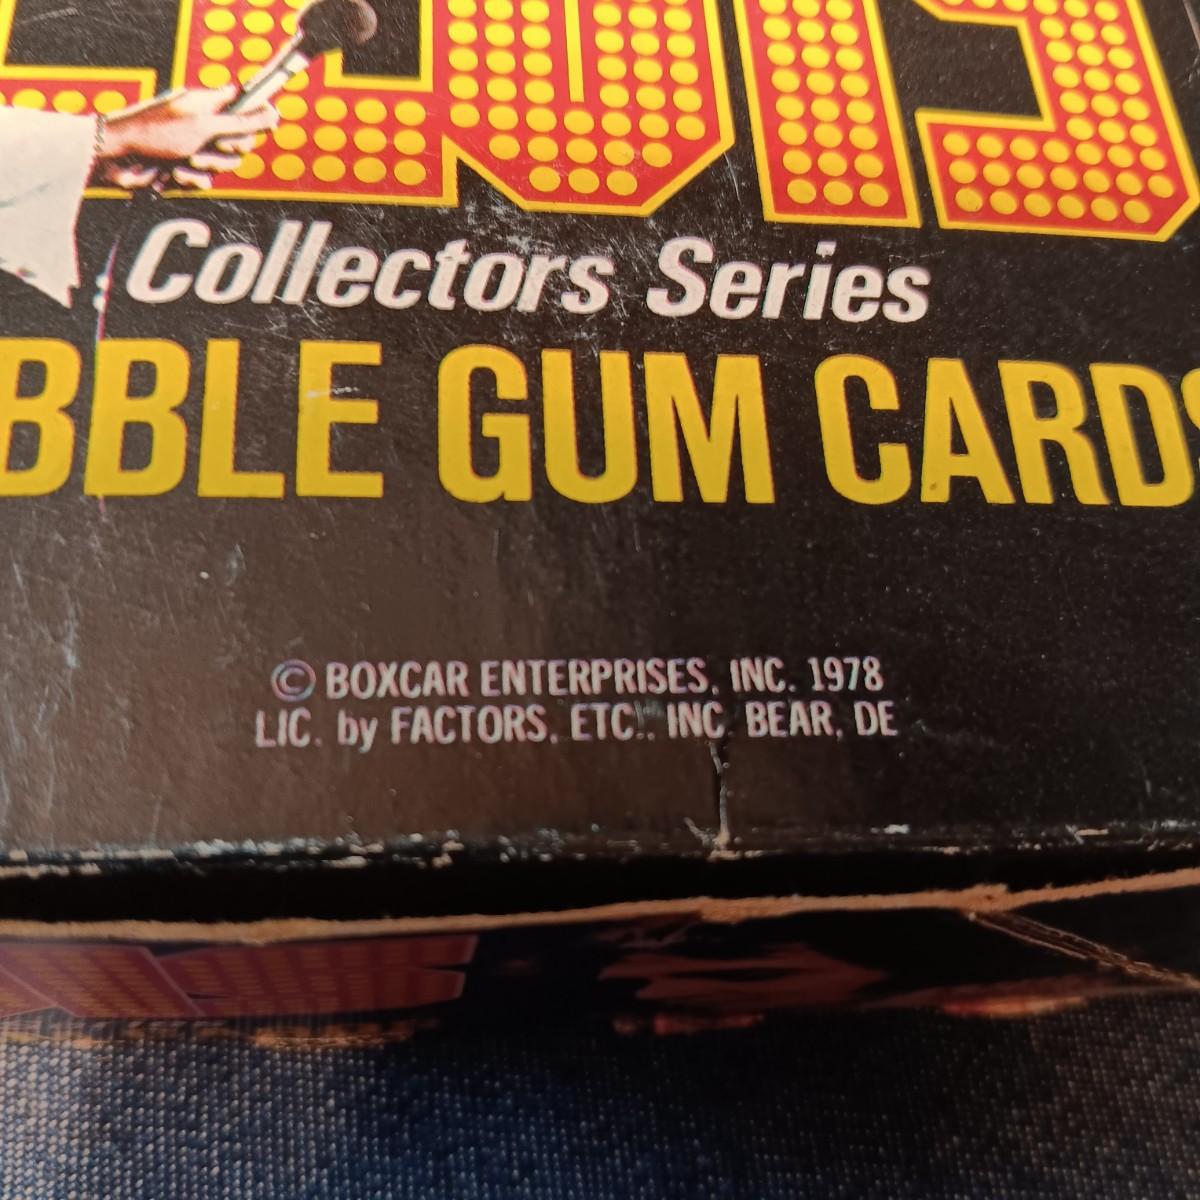 Collectors Series
BBLE GUM CARDS
© BOXCAR ENTERPRISES, INC. 1978
LIC. by FACTORS, ETC., INC. BEAR, DE